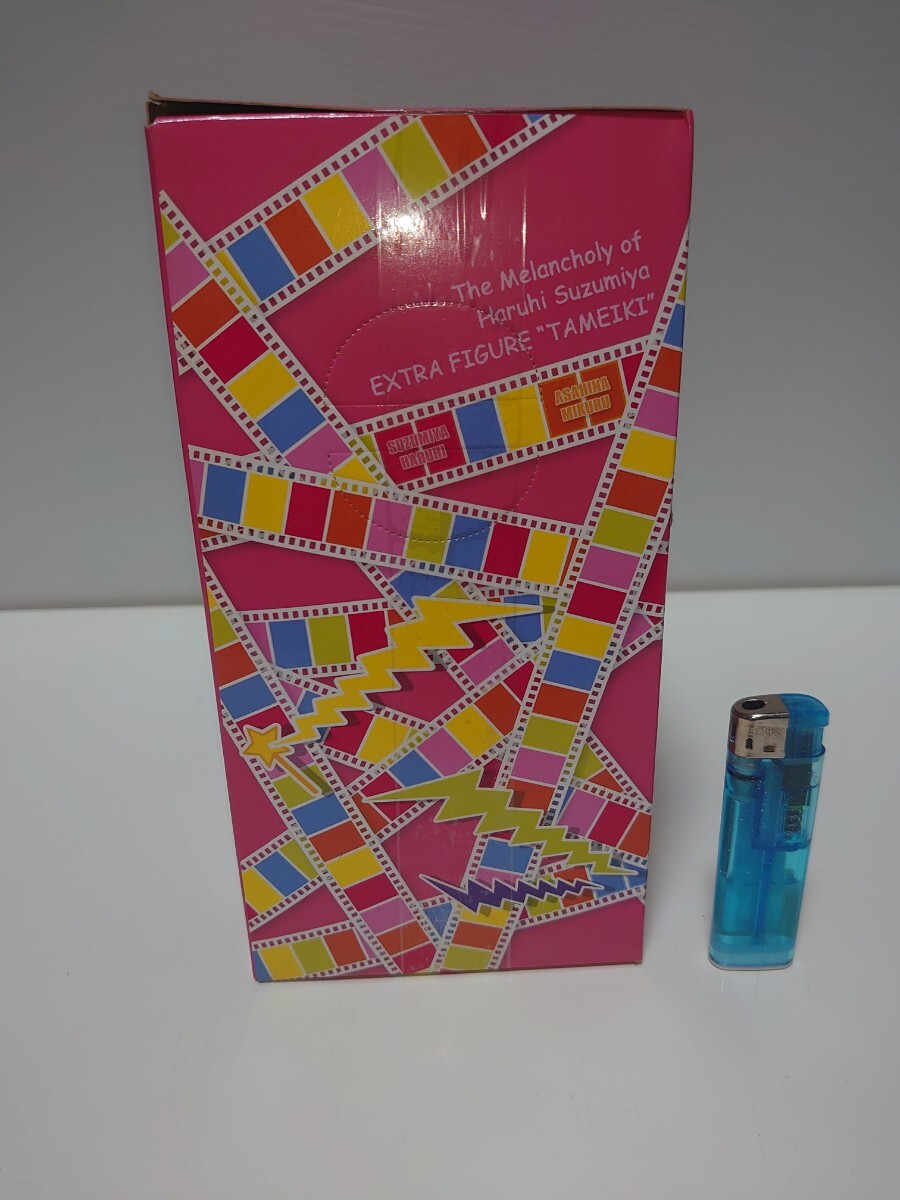 The Melancholy of
Haruhi Suzumiya
EXTRA FIGURE "TAMEIKI"
SUZUMIYA
HARUHI
ASAHINA
MIKURU